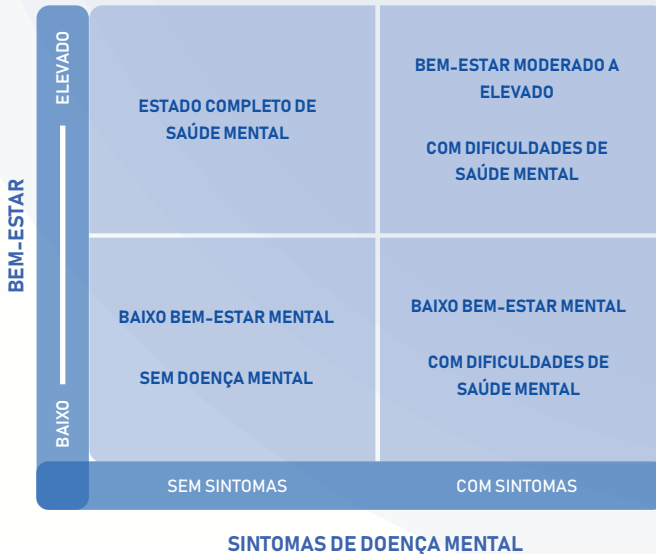 BEM-ESTAR
ELEVADO
BAIXO
ESTADO COMPLETO DE
SAÚDE MENTAL
BEM-ESTAR MODERADO A
ELEVADO
COM DIFICULDADES DE
SAÚDE MENTAL
BAIXO BEM-ESTAR MENTAL
SEM DOENÇA MENTAL
BAIXO BEM-ESTAR MENTAL
COM DIFICULDADES DE
SAÚDE MENTAL
SEM SINTOMAS
COM SINTOMAS
SINTOMAS DE DOENÇA MENTAL